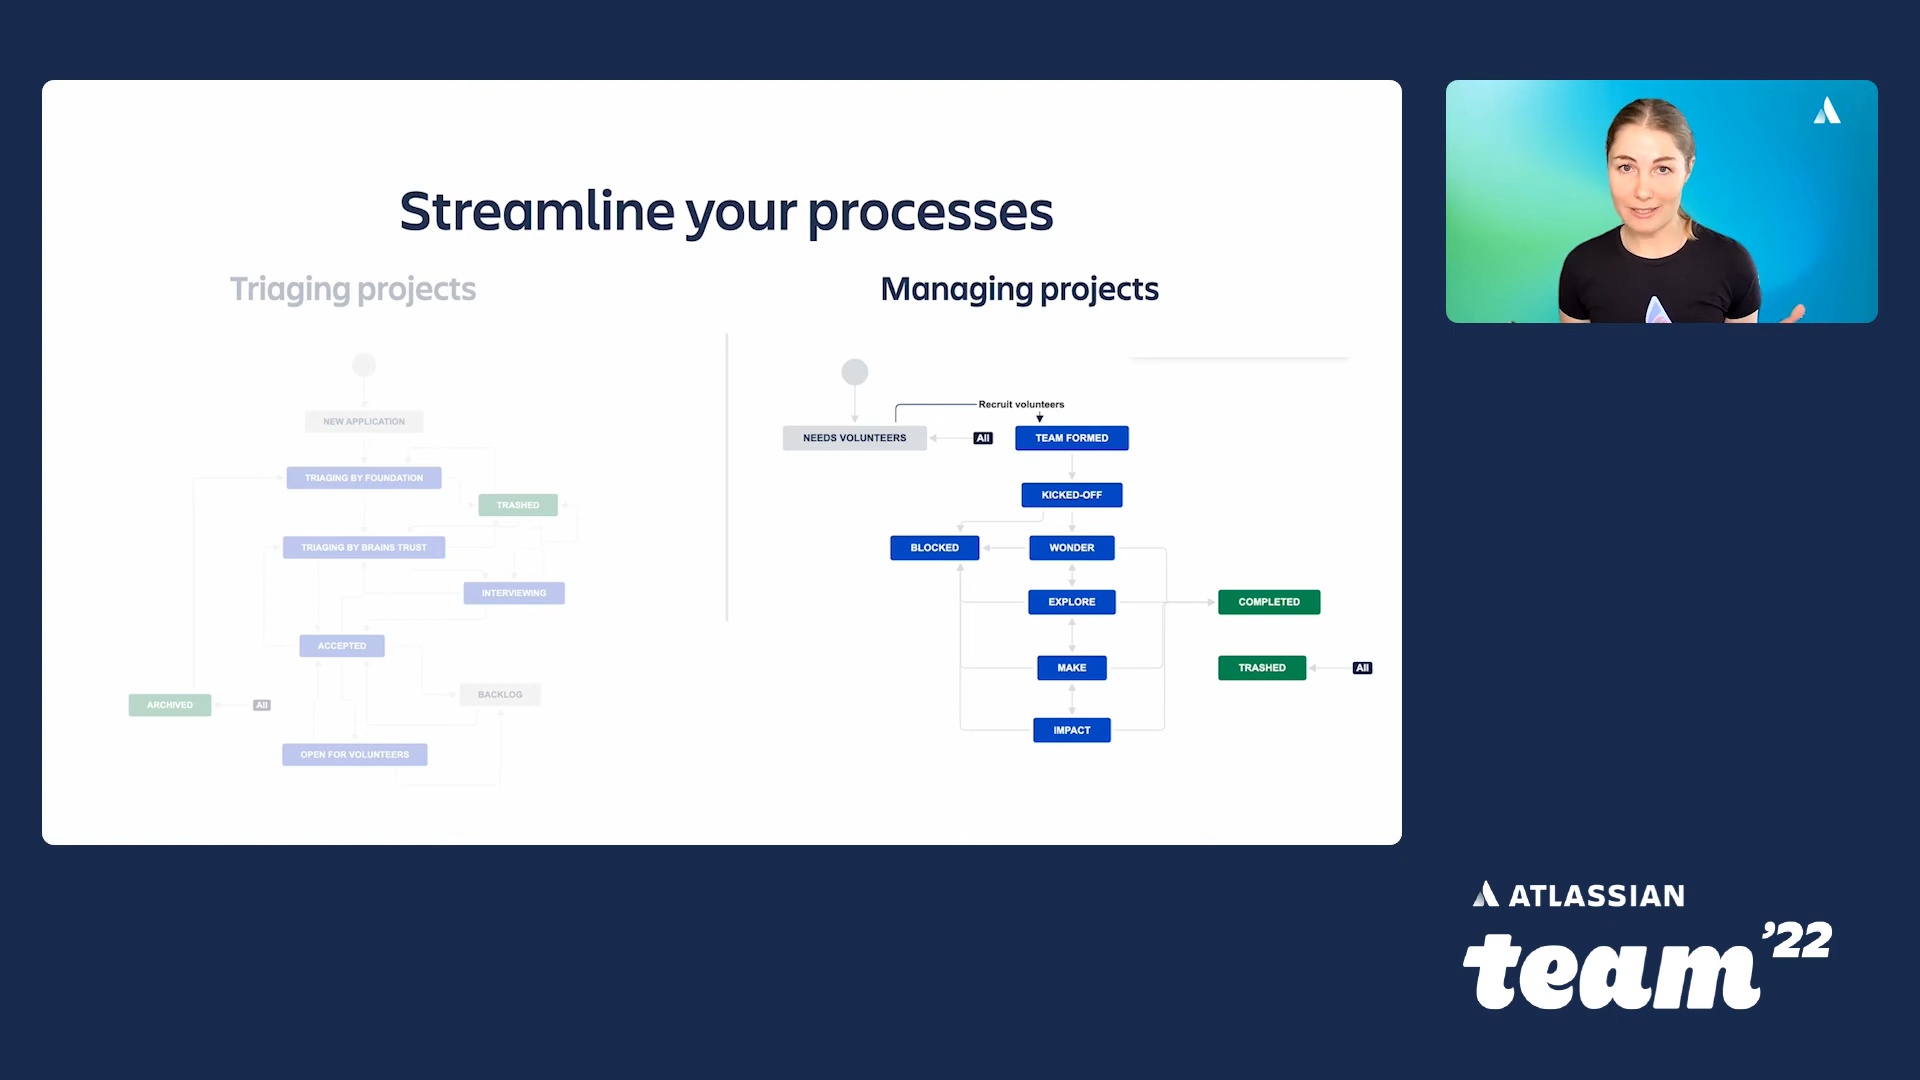 Streamline your processes
Triaging projects
Managing projects
NEW APPLICATION
TRIAGING BY FOUNDATION
TRASHED
TRIAGING BY BRAINS TRUST
INTERVIEWING
ACCEPTED
BACKLOG
ARCHIVED
All
OPEN FOR VOLUNTEERS
Recruit volunteers
NEEDS VOLUNTEERS
All
TEAM FORMED
KICKED-OFF
BLOCKED
WONDER
EXPLORE
COMPLETED
MAKE
TRASHED
All
IMPACT
ATLASSIAN
team '22